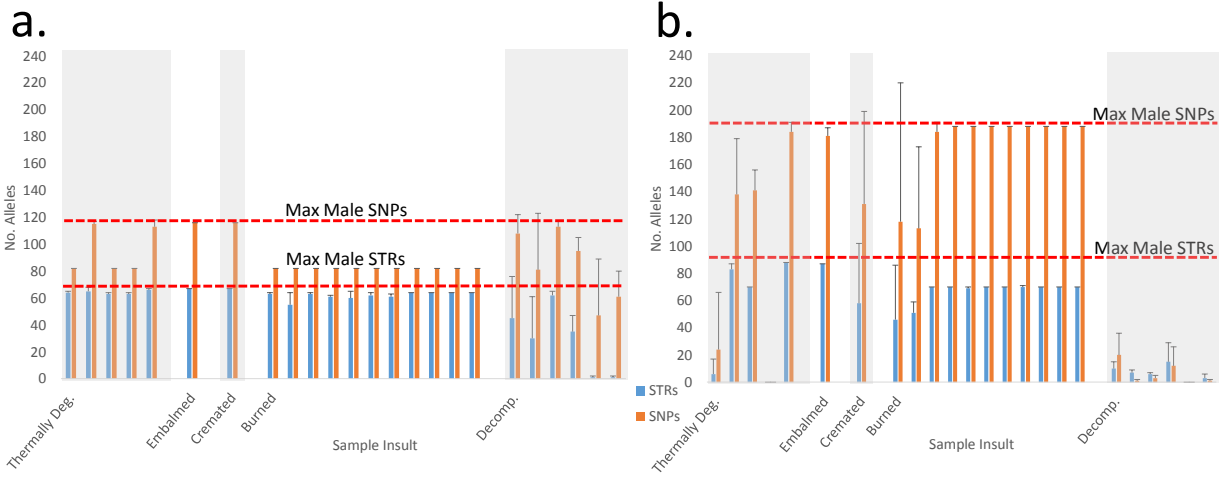 a.
240
220
200
180
160
140
120
100
80
60
40
20
0
No. Alleles
Max Male SNPs
Max Male STRs
Thermally Deg.
Embalmed
Cremated
Burned
Decomp.
Sample Insult
STRs
SNPs
b.
240
220
200
180
160
140
120
100
80
60
40
20
0
No. Alleles
Max Male SNPs
Max Male STRs
Thermally Deg.
Embalmed
Cremated
Burned
Decomp.
Sample Insult